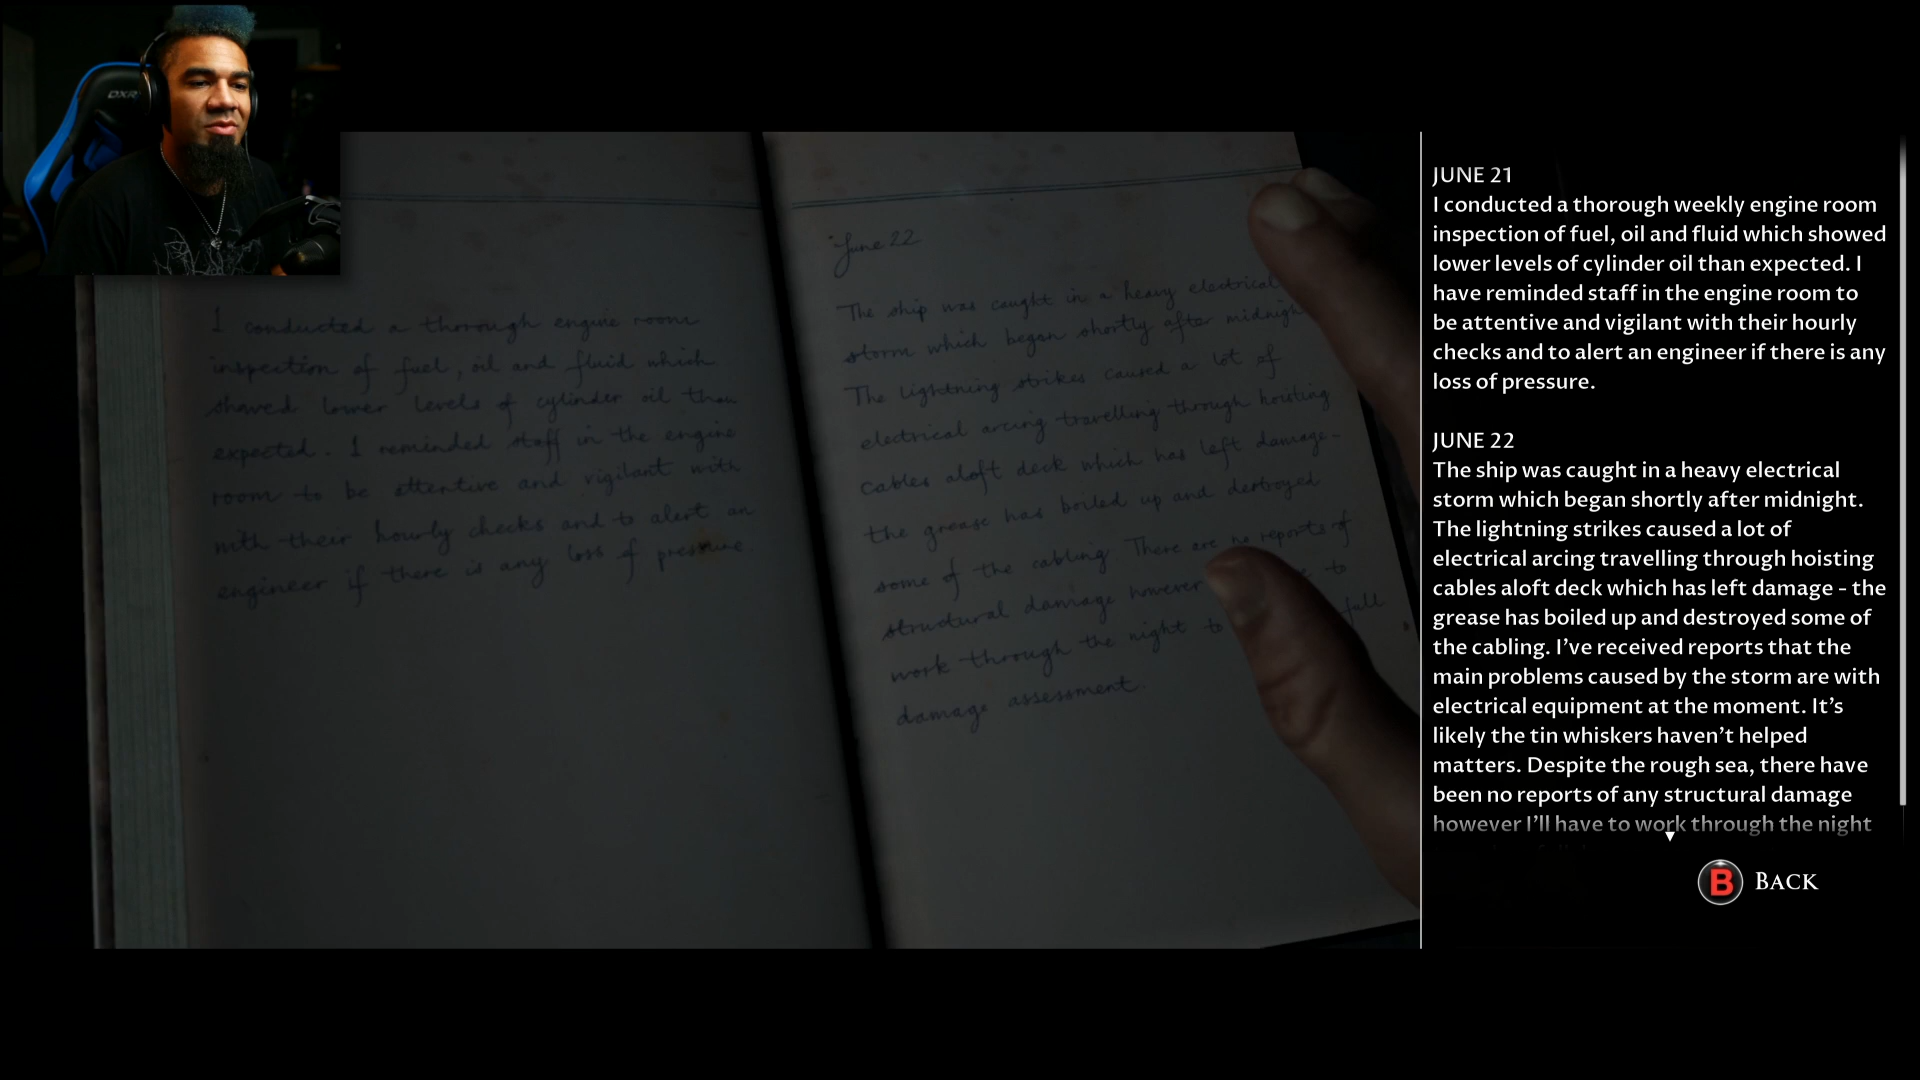 DXR
June 22
I conducted a thorough engine room
inspection of fuel, oil and fluid which
showed lower levels of cylinder oil than
expected. I reminded staff in the engine
room to be attentive and vigilant with
with their hourly checks and to alert an
engineer if there is any loss of pressure
The ship was caught in a heavy electrical
storm which began shortly after midnigh
The lightning strikes caused a lot of
electrical arcing travelling through hoisting
cables aloft deck which has left damage-
the grease has boiled up and destroyed
some of the cabling There are no reports of
structural damage however to
work through the night to full
damage assessment.
JUNE 21
I conducted a thorough weekly engine room
inspection of fuel, oil and fluid which showed
lower levels of cylinder oil than expected. I
have reminded staff in the engine room to
be attentive and vigilant with their hourly
checks and to alert an engineer if there is any
loss of pressure.
JUNE 22
The ship was caught in a heavy electrical
storm which began shortly after midnight.
The lightning strikes caused a lot of
electrical arcing travelling through hoisting
cables aloft deck which has left damage - the
grease has boiled up and destroyed some of
the cabling. I've received reports that the
main problems caused by the storm are with
electrical equipment at the moment. It's
likely the tin whiskers haven't helped
matters. Despite the rough sea, there have
been no reports of any structural damage
however I'll have to work through the night
B BACK